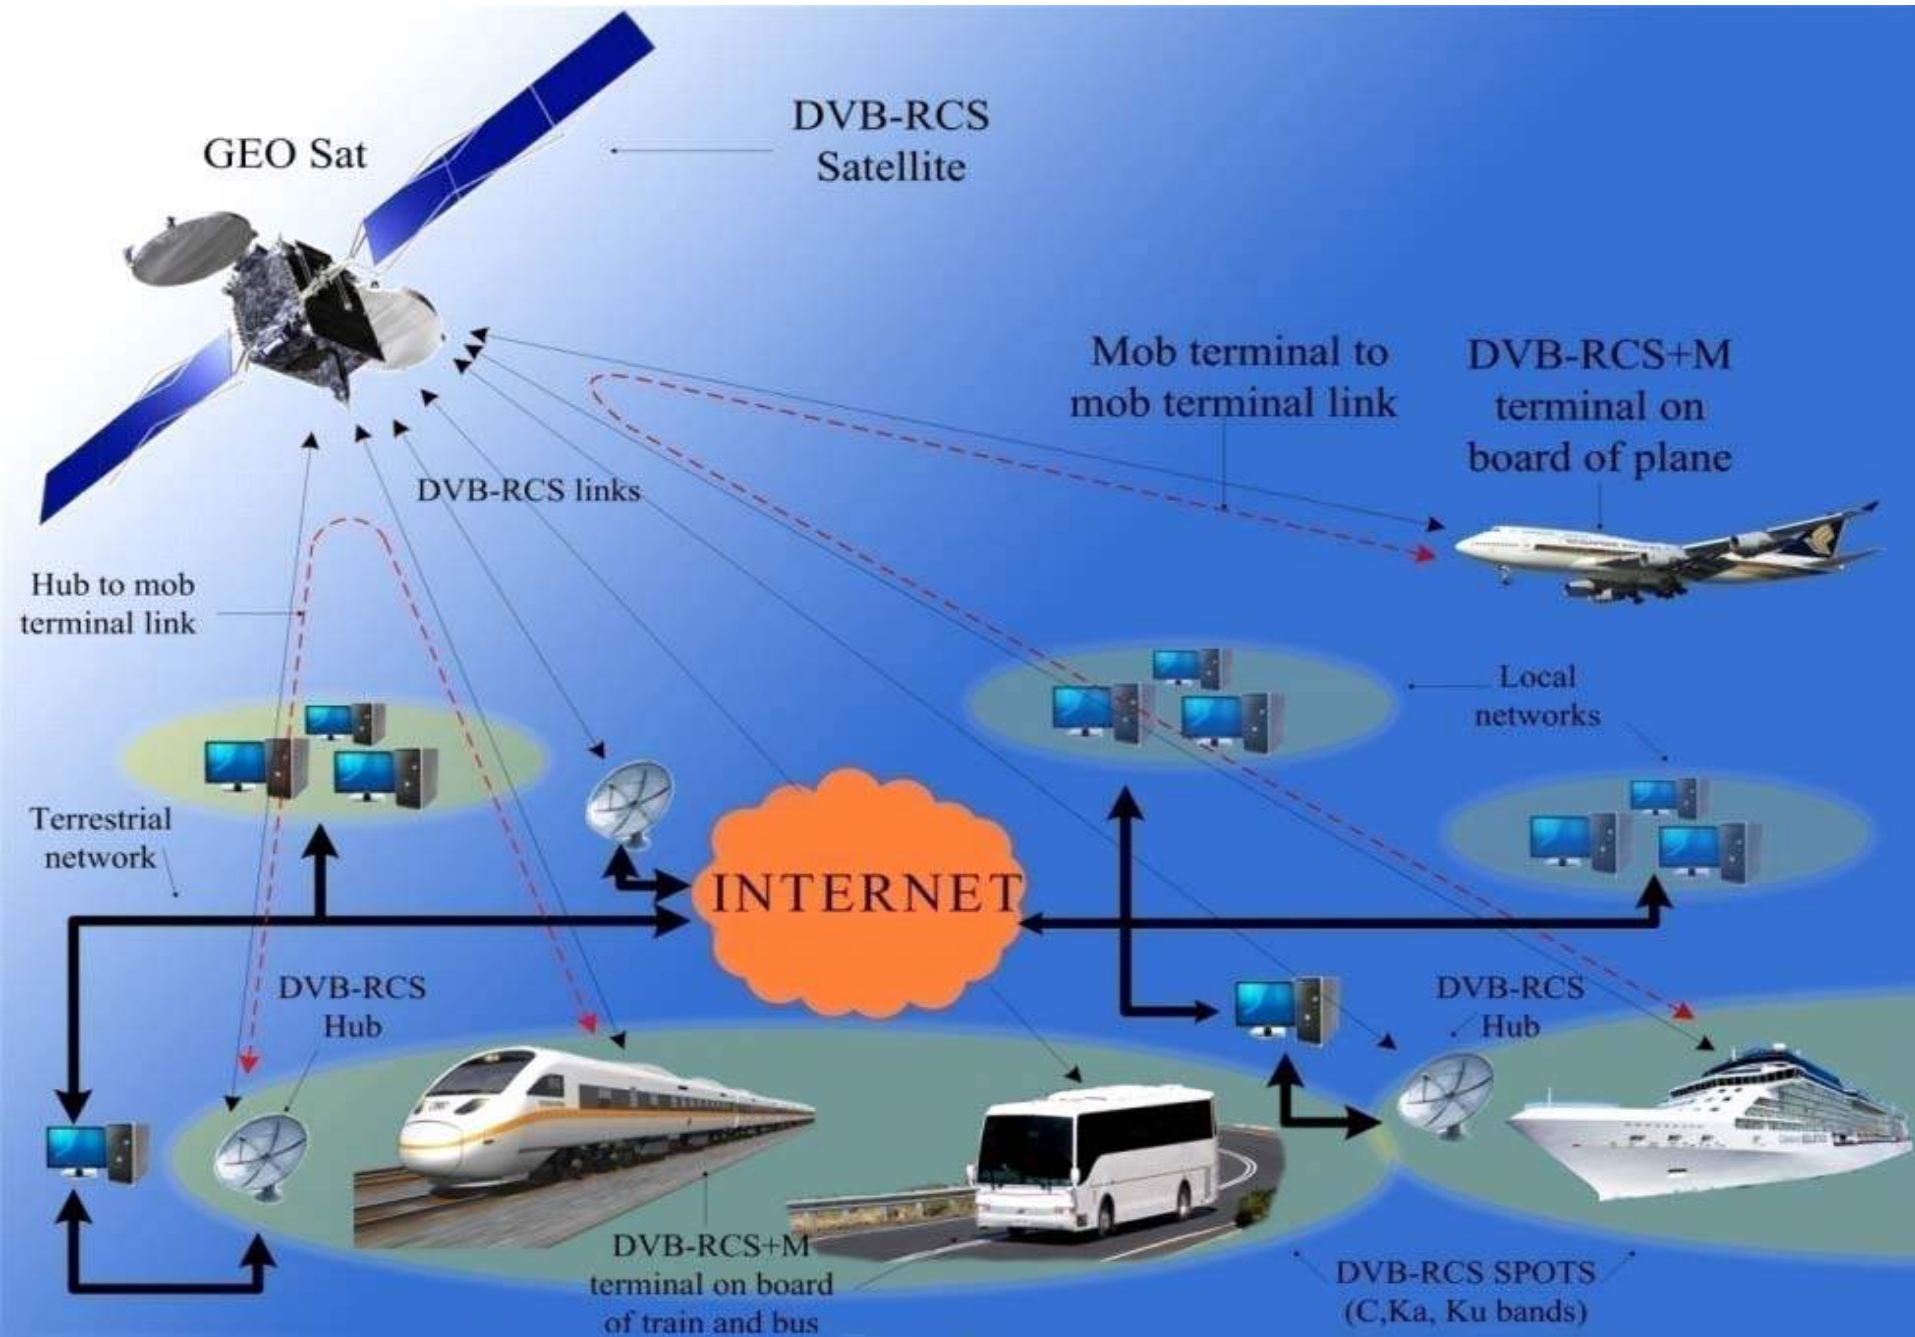 DVB-RCS
Satellite
GEO Sat
Mob terminal to
mob terminal link
DVB-RCS+M
terminal on
board of plane
DVB-RCS links
Hub to mob
terminal link
Local
networks
Terrestrial
network
INTERNET
DVB-RCS
Hub
DVB-RCS
Hub
DVB-RCS+M
terminal on board
of train and bus
DVB-RCS SPOTS
(C,Ka, Ku bands)